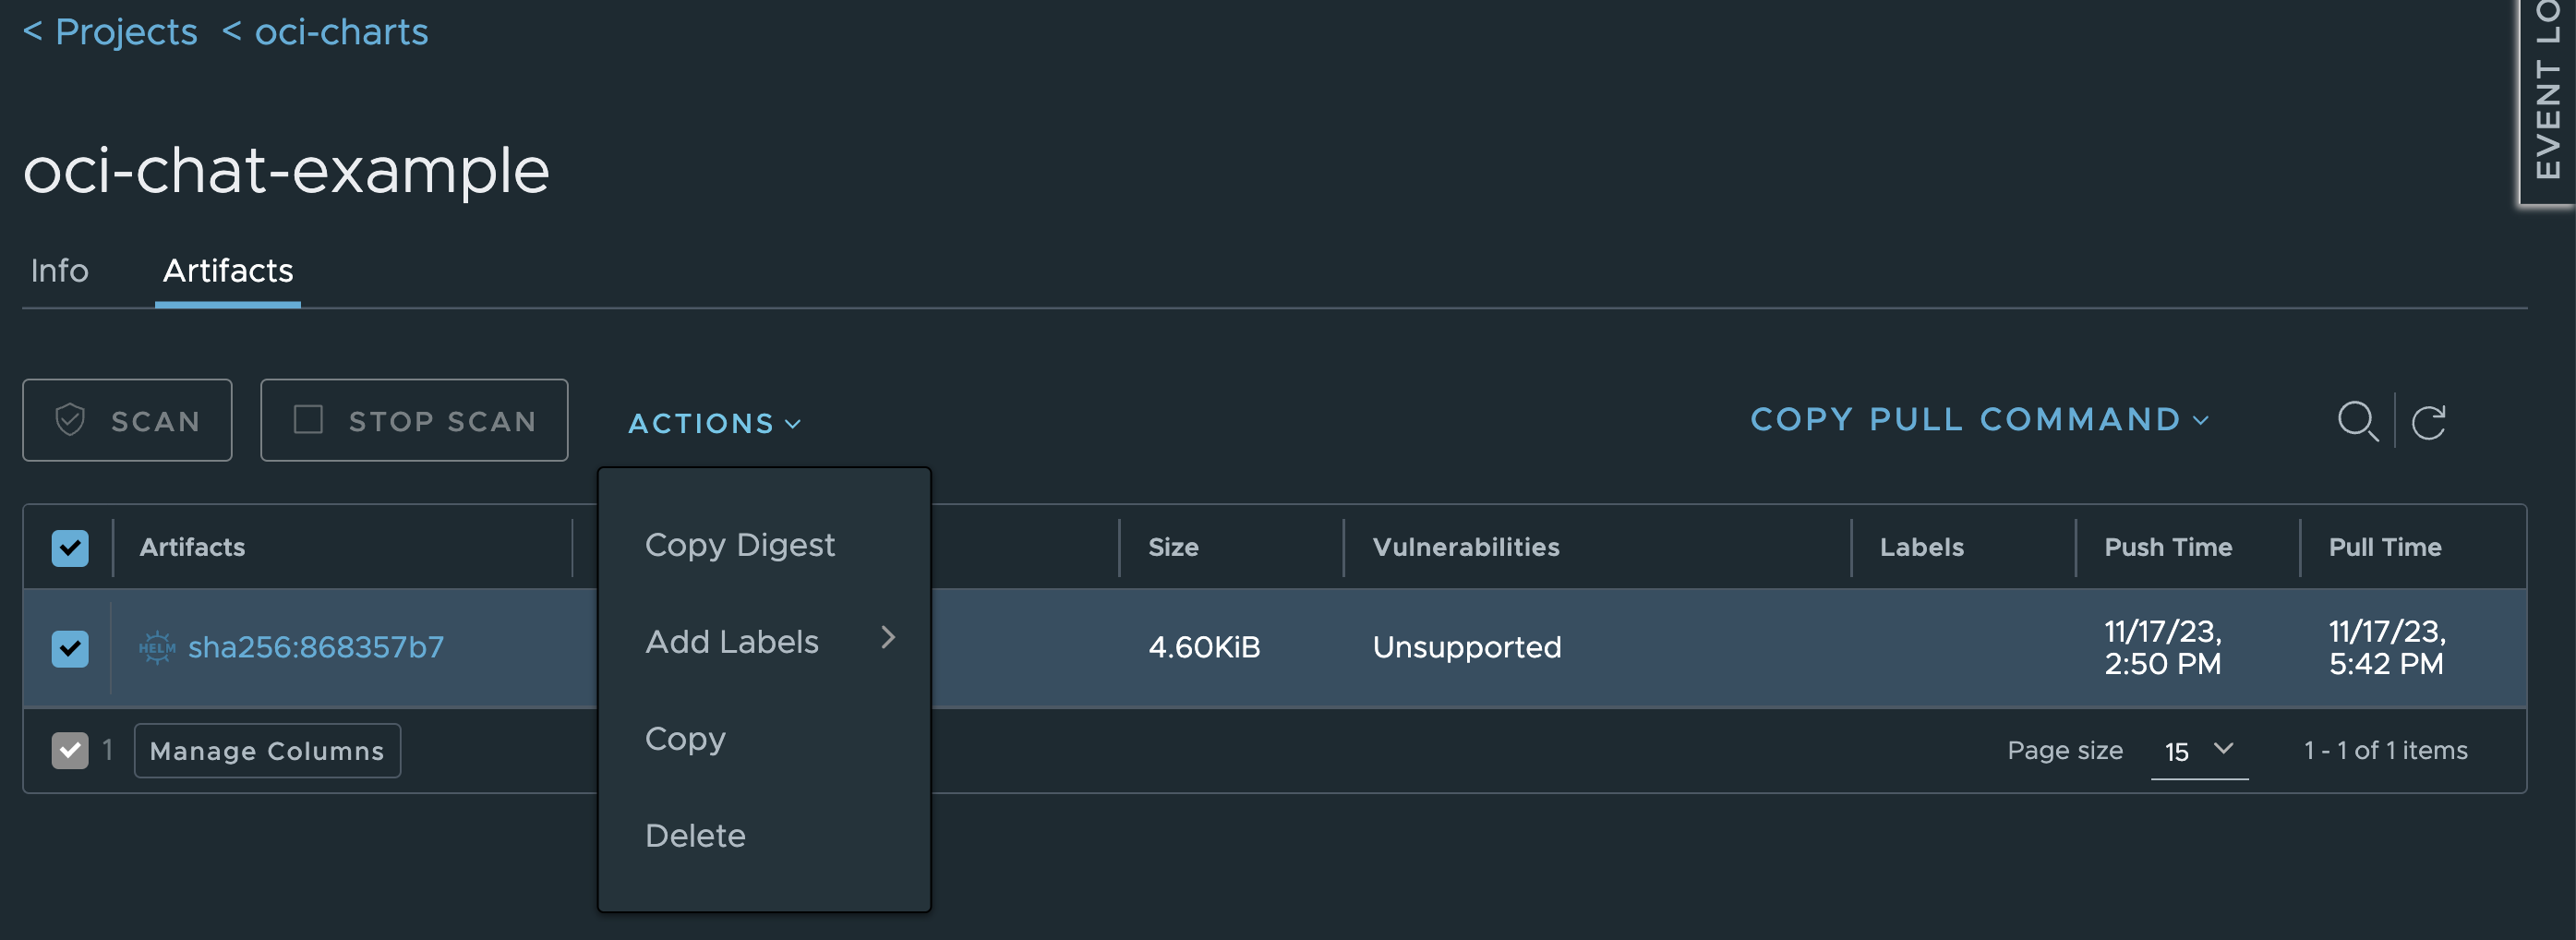 < Projects < oci-charts
EVENT LO
oci-chat-example
Info Artifacts
SCAN STOP SCAN ACTIONS COPY PULL COMMAND
Artifacts Size Vulnerabilities Labels Push Time Pull Time
HELM sha256:868357b7 4.60KiB Unsupported 11/17/23, 2:50 PM 11/17/23, 5:42 PM
1 Manage Columns Page size 15 1 - 1 of 1 items
Copy Digest
Add Labels
Copy
Delete